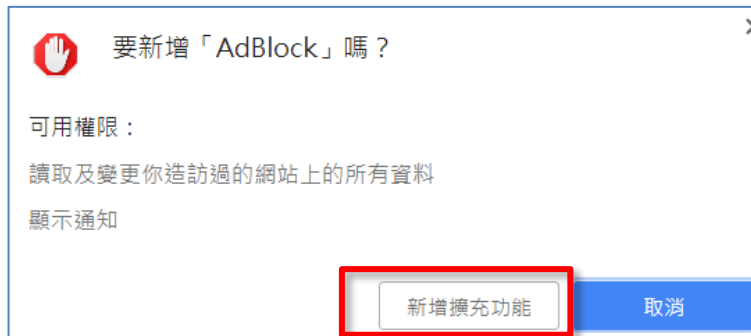 要新增「AdBlock」嗎？
可用權限：
讀取及變更你造訪過的網站上的所有資料
顯示通知
新增擴充功能
取消